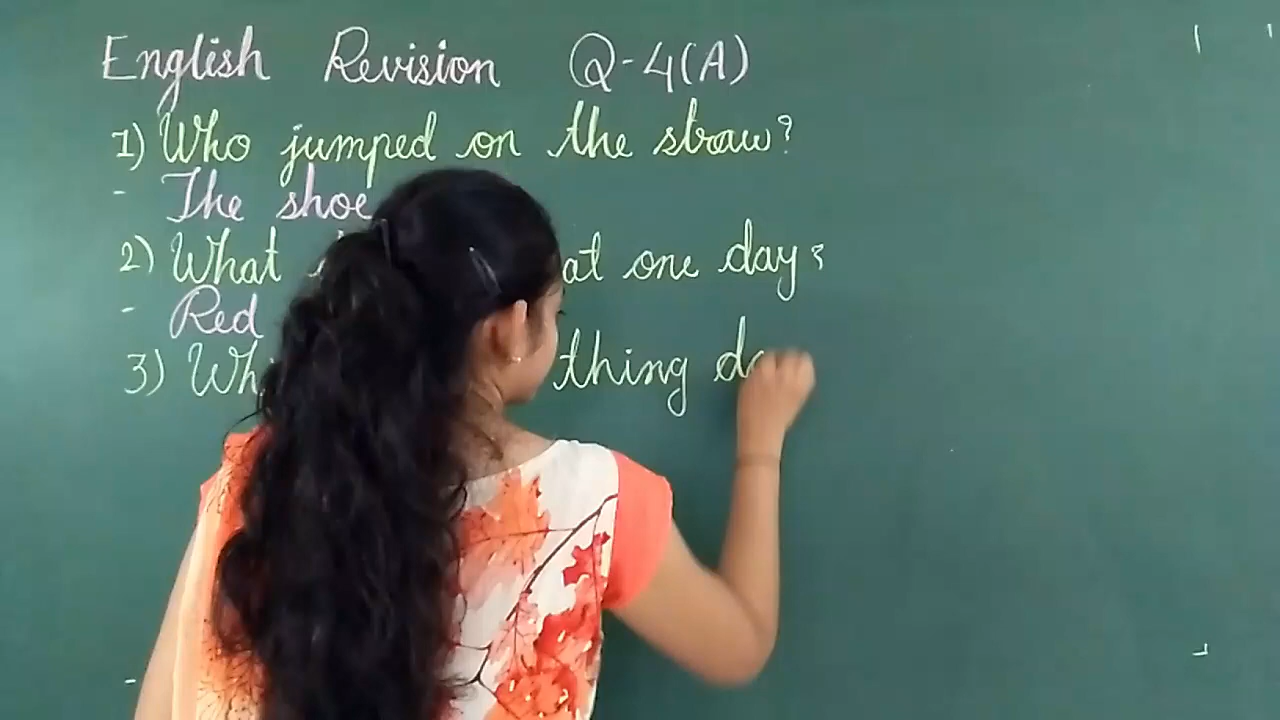 English Revision Q-4(A)
1) Who jumped on the straw?
- The shoe
2) What at one day?
- Red
3) thing
-